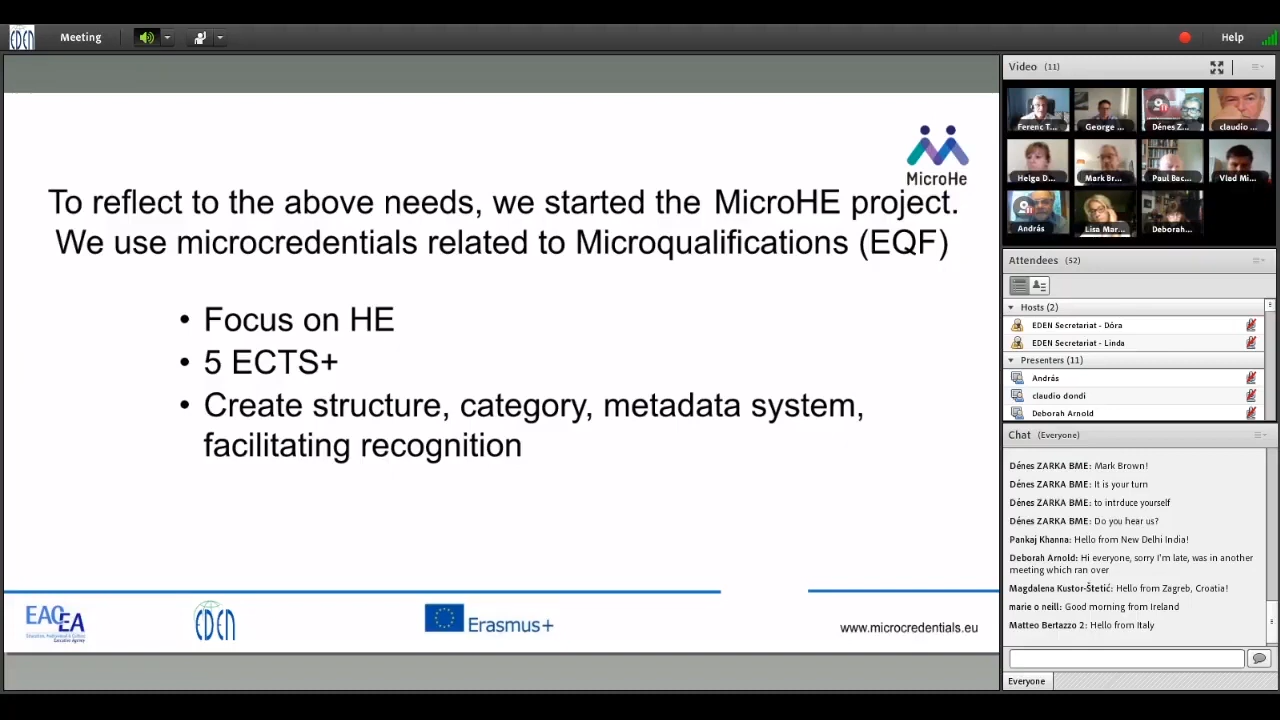 EDEN
Meeting
Help
MicroHe
To reflect to the above needs, we started the MicroHE project.
We use microcredentials related to Microqualifications (EQF)
• Focus on HE
• 5 ECTS+
• Create structure, category, metadata system,
facilitating recognition
EACEA
EDEN
Erasmus+
www.microcredentials.eu
Video (11)
Ferenc T...
George ...
Dénes Z...
claudio ...
Helga D...
Mark Br...
Paul Bac...
Vlad Mi...
András
Lisa Mar...
Deborah...
Attendees (52)
Hosts (2)
EDEN Secretariat - Dóra
EDEN Secretariat - Linda
Presenters (11)
András
claudio dondi
Deborah Arnold
Chat (Everyone)
Dénes ZARKA BME: Mark Brown!
Dénes ZARKA BME: It is your turn
Dénes ZARKA BME: to intrduce yourself
Dénes ZARKA BME: Do you hear us?
Pankaj Khanna: Hello from New Delhi India!
Deborah Arnold: Hi everyone, sorry I'm late, was in another
meeting which ran over
Magdalena Kustor-Štetić: Hello from Zagreb, Croatia!
marie o neill: Good morning from Ireland
Matteo Bertazzo 2: Hello from Italy
Everyone